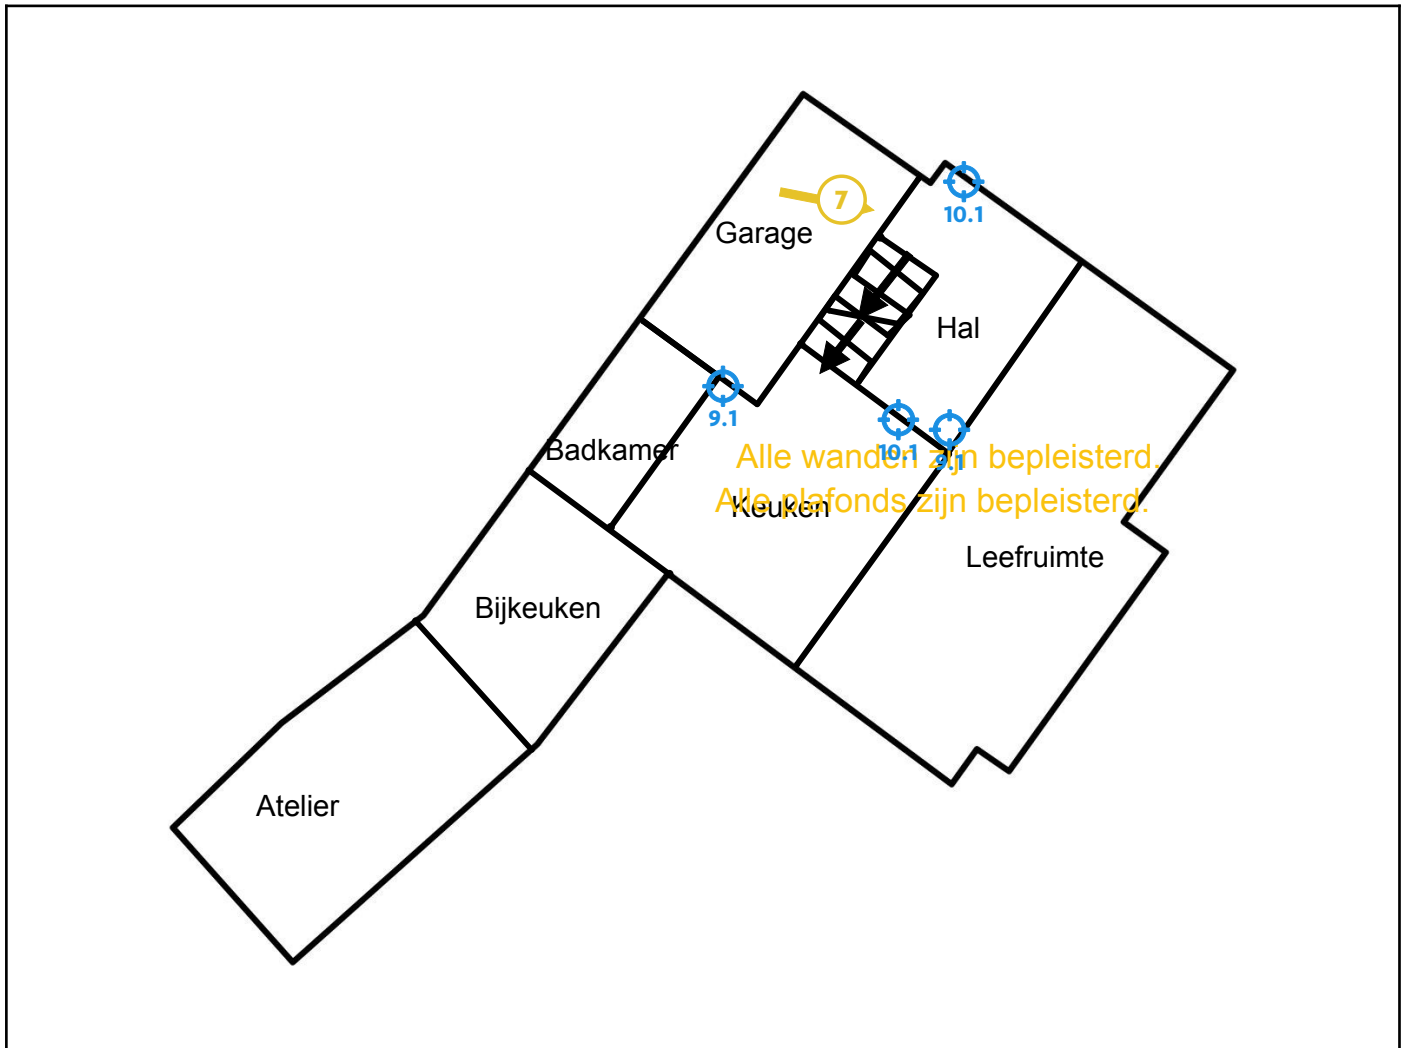 7
10.1
Garage
Hal
9.1
10.1
9.1
Badkamer
Alle wanden zijn bepleisterd.
Alle plafonds zijn bepleisterd.
Keuken
Leefruimte
Bijkeuken
Atelier